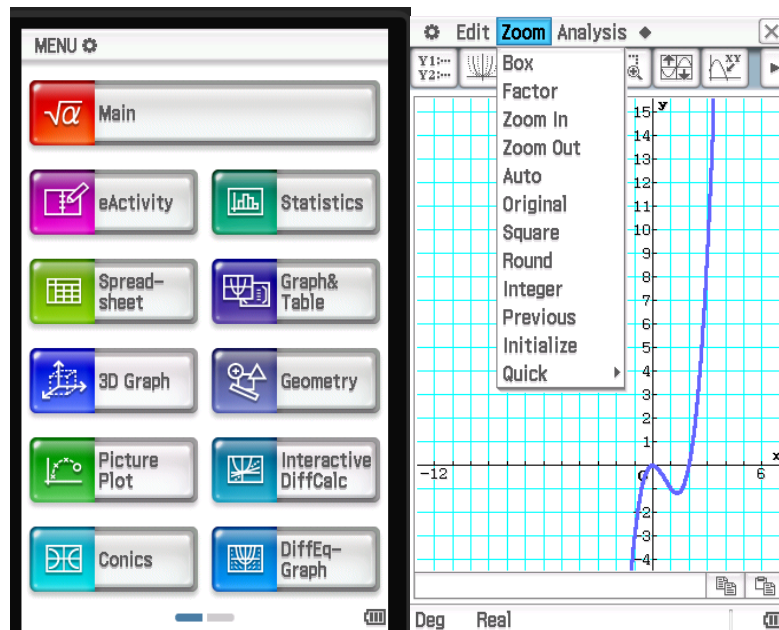 MENU
√α Main
eActivity
Statistics
Spread-
sheet
Graph&
Table
3D Graph
Geometry
Picture
Plot
Interactive
DiffCalc
Conics
DiffEq-
Graph
Edit Zoom Analysis
Y1:…
Y2:…
XY
Box
Factor
Zoom In
Zoom Out
Auto
Original
Square
Round
Integer
Previous
Initialize
Quick
y
15
14
13
12
11
10
9
8
7
6
5
4
3
2
1
x
-12
6
-2
-3
-4
Deg Real